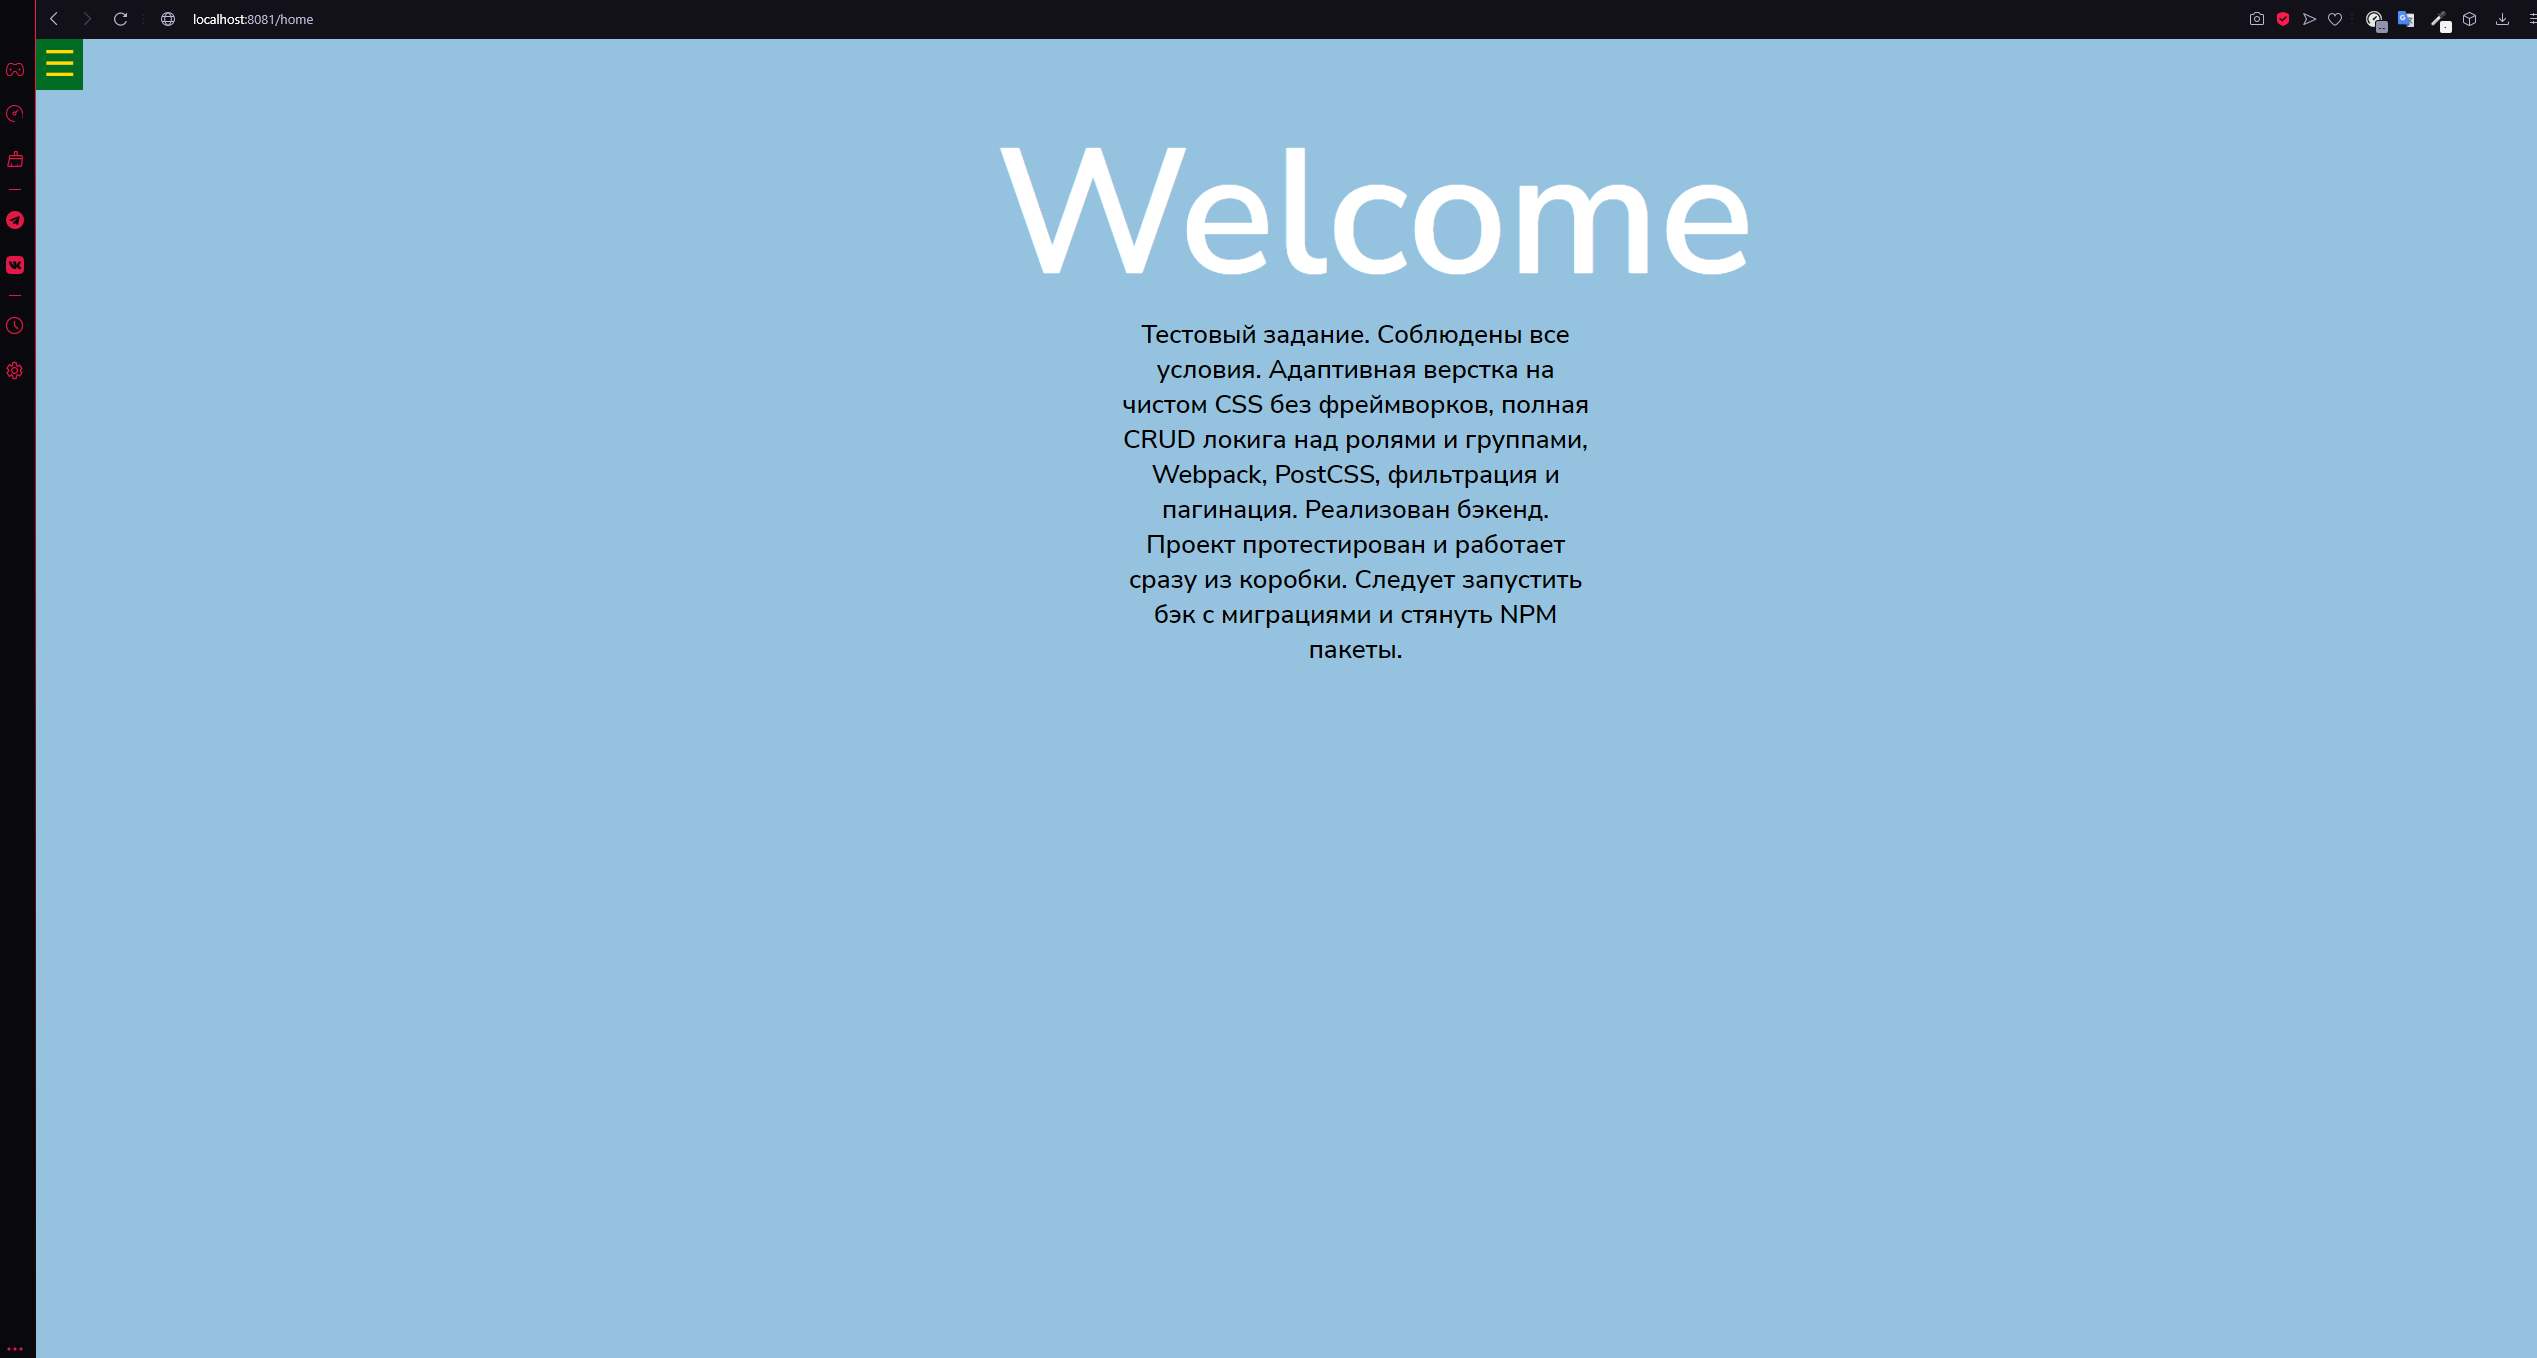 localhost:8081/home
Welcome
Тестовый задание. Соблюдены все
условия. Адаптивная верстка на
чистом CSS без фреймворков, полная
CRUD локига над ролями и группами,
Webpack, PostCSS, фильтрация и
пагинация. Реализован бэкенд.
Проект протестирован и работает
сразу из коробки. Следует запустить
бэк с миграциями и стянуть NPM
пакеты.